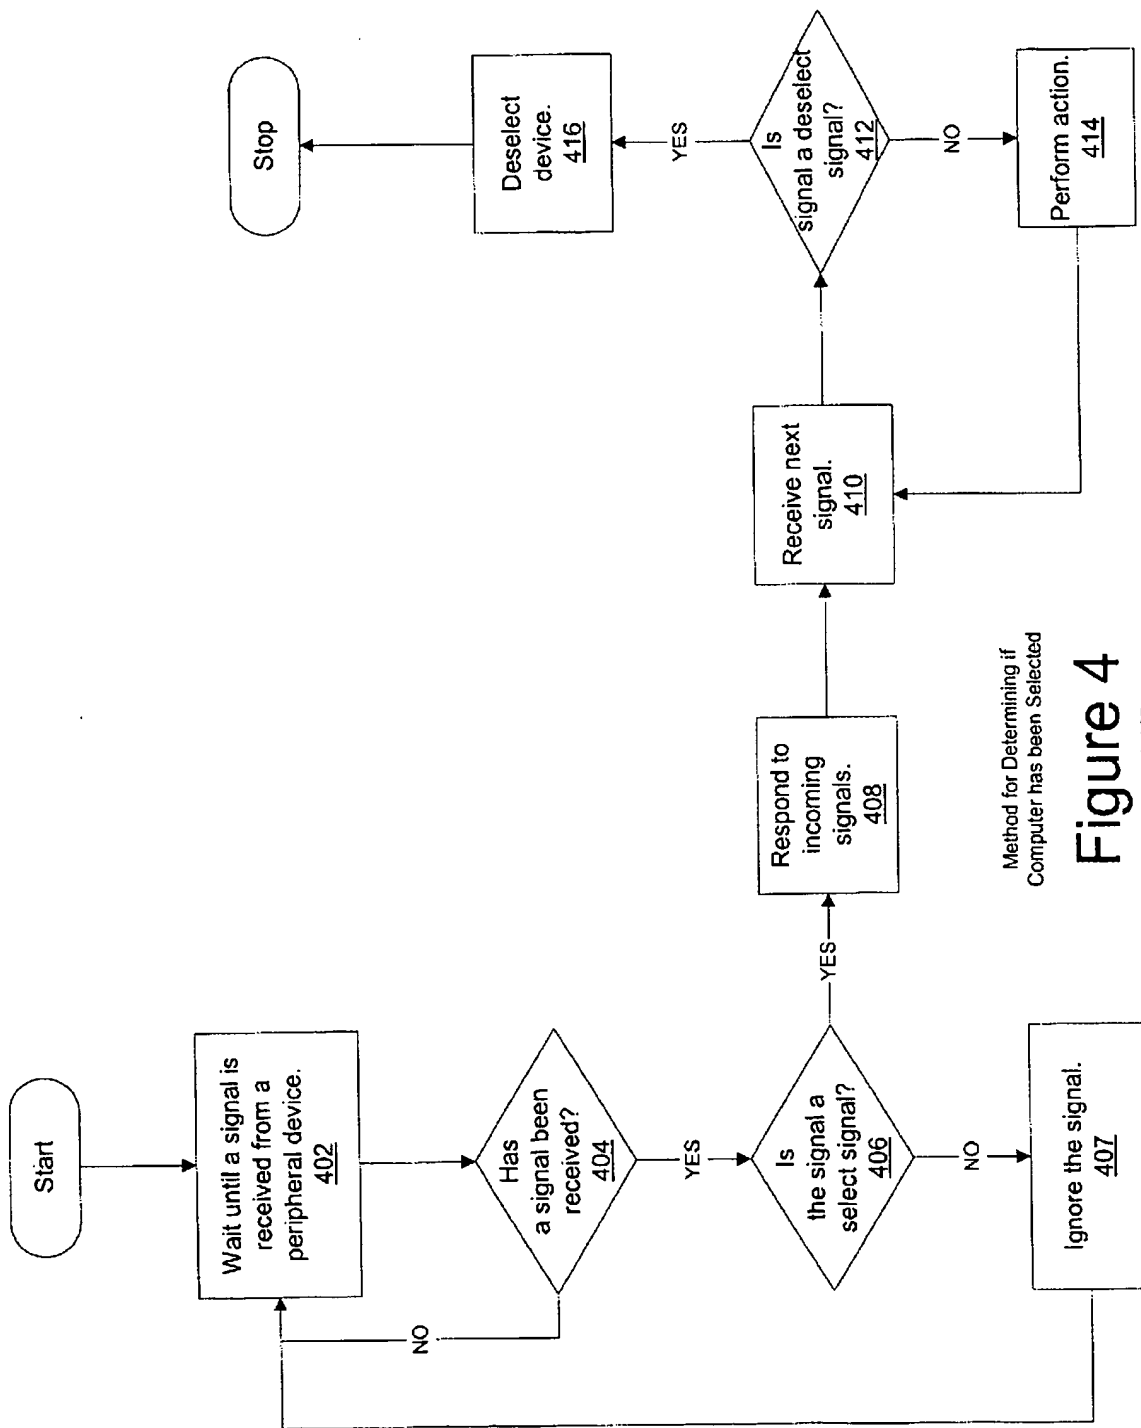 Start
Wait until a signal is
received from a
peripheral device.
402
Has
a signal been
received?
404
NO
YES
Is
the signal a
select signal?
406
NO
Ignore the signal.
407
YES
Respond to
incoming
signals.
408
Receive next
signal.
410
Is
signal a deselect
signal?
412
NO
Perform action.
414
YES
Deselect
device.
416
Stop
Method for Determining if
Computer has been Selected
Figure 4